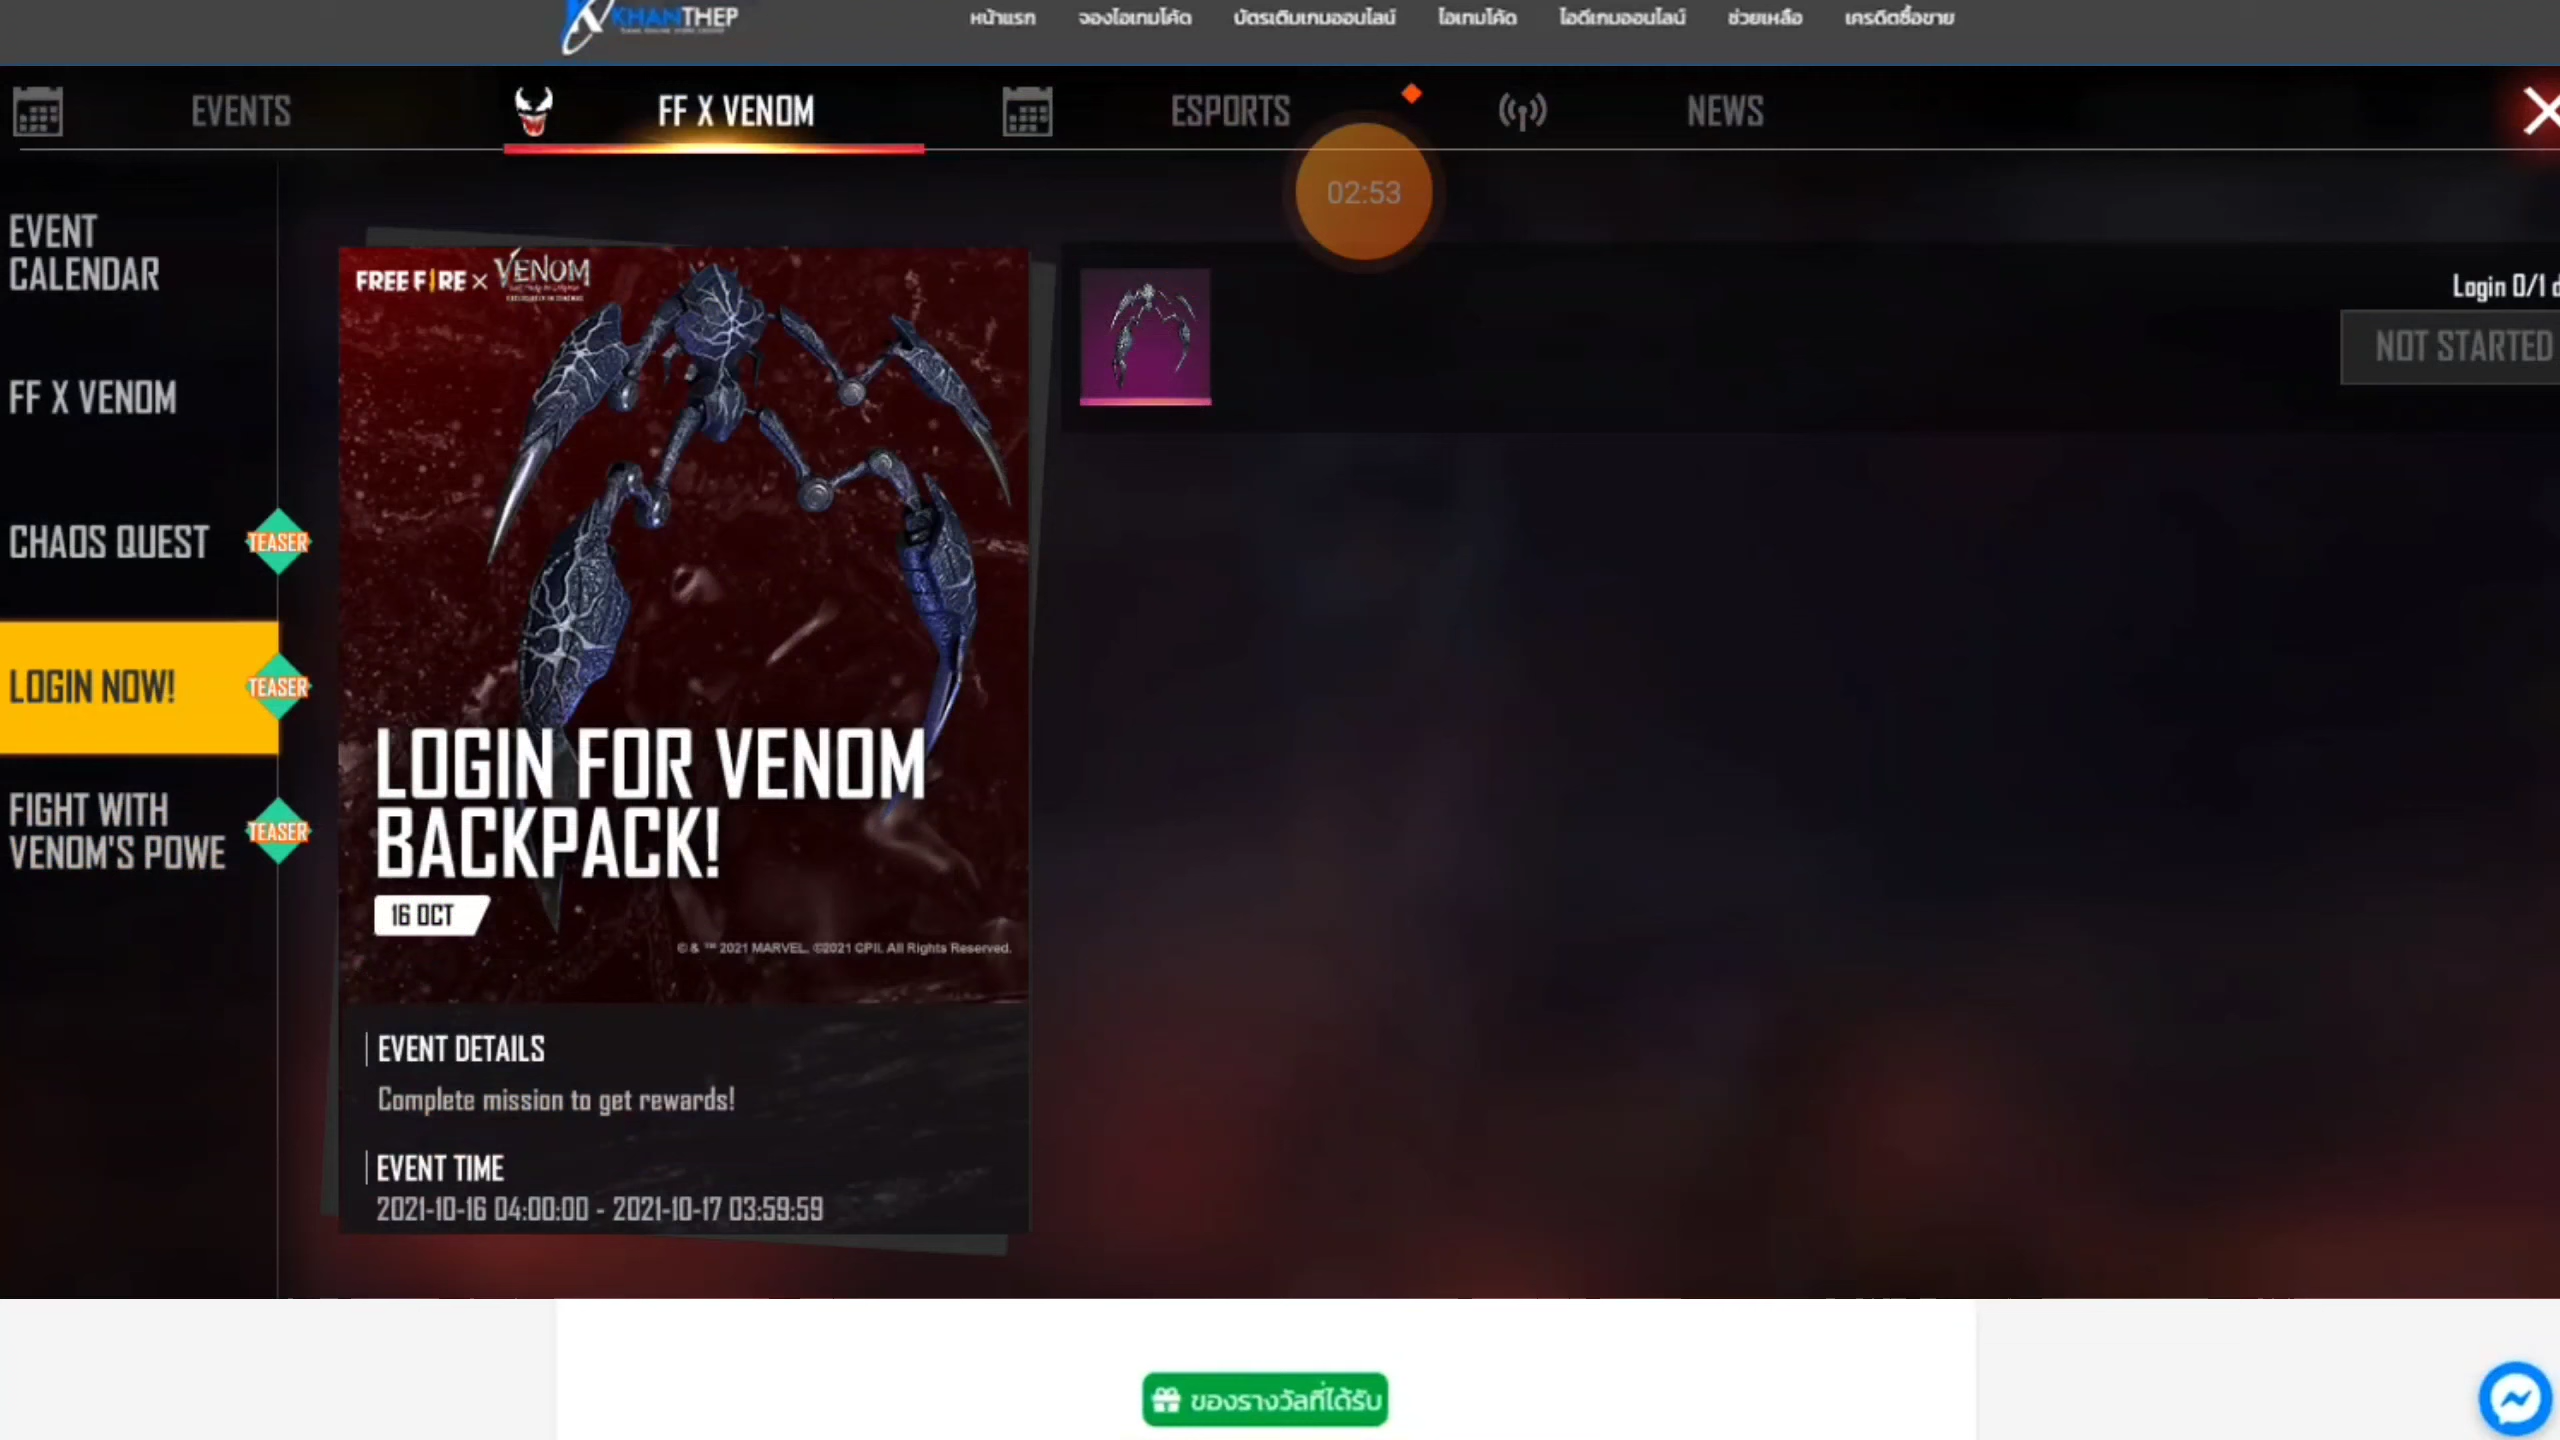 KHANTHEP
หน้าแรก จองไอเทมโค้ด บัตรเติมเกมออนไลน์ ไอเทมโค้ด ไอดีเกมออนไลน์ ช่วยเหลือ เครดิตซื้อขาย
EVENTS FF X VENOM ESPORTS NEWS
02:53
EVENT
CALENDAR
FF X VENOM
CHAOS QUEST TEASER
LOGIN NOW! TEASER
FIGHT WITH
VENOM'S POWE
TEASER
FREE FIRE X VENOM
LOGIN FOR VENOM
BACKPACK!
16 OCT
© & ™ 2021 MARVEL. ©2021 CPII. All Rights Reserved.
EVENT DETAILS
Complete mission to get rewards!
EVENT TIME
2021-10-16 04:00:00 - 2021-10-17 03:59:59
Login 0/1 d
NOT STARTED
ของรางวัลที่ได้รับ